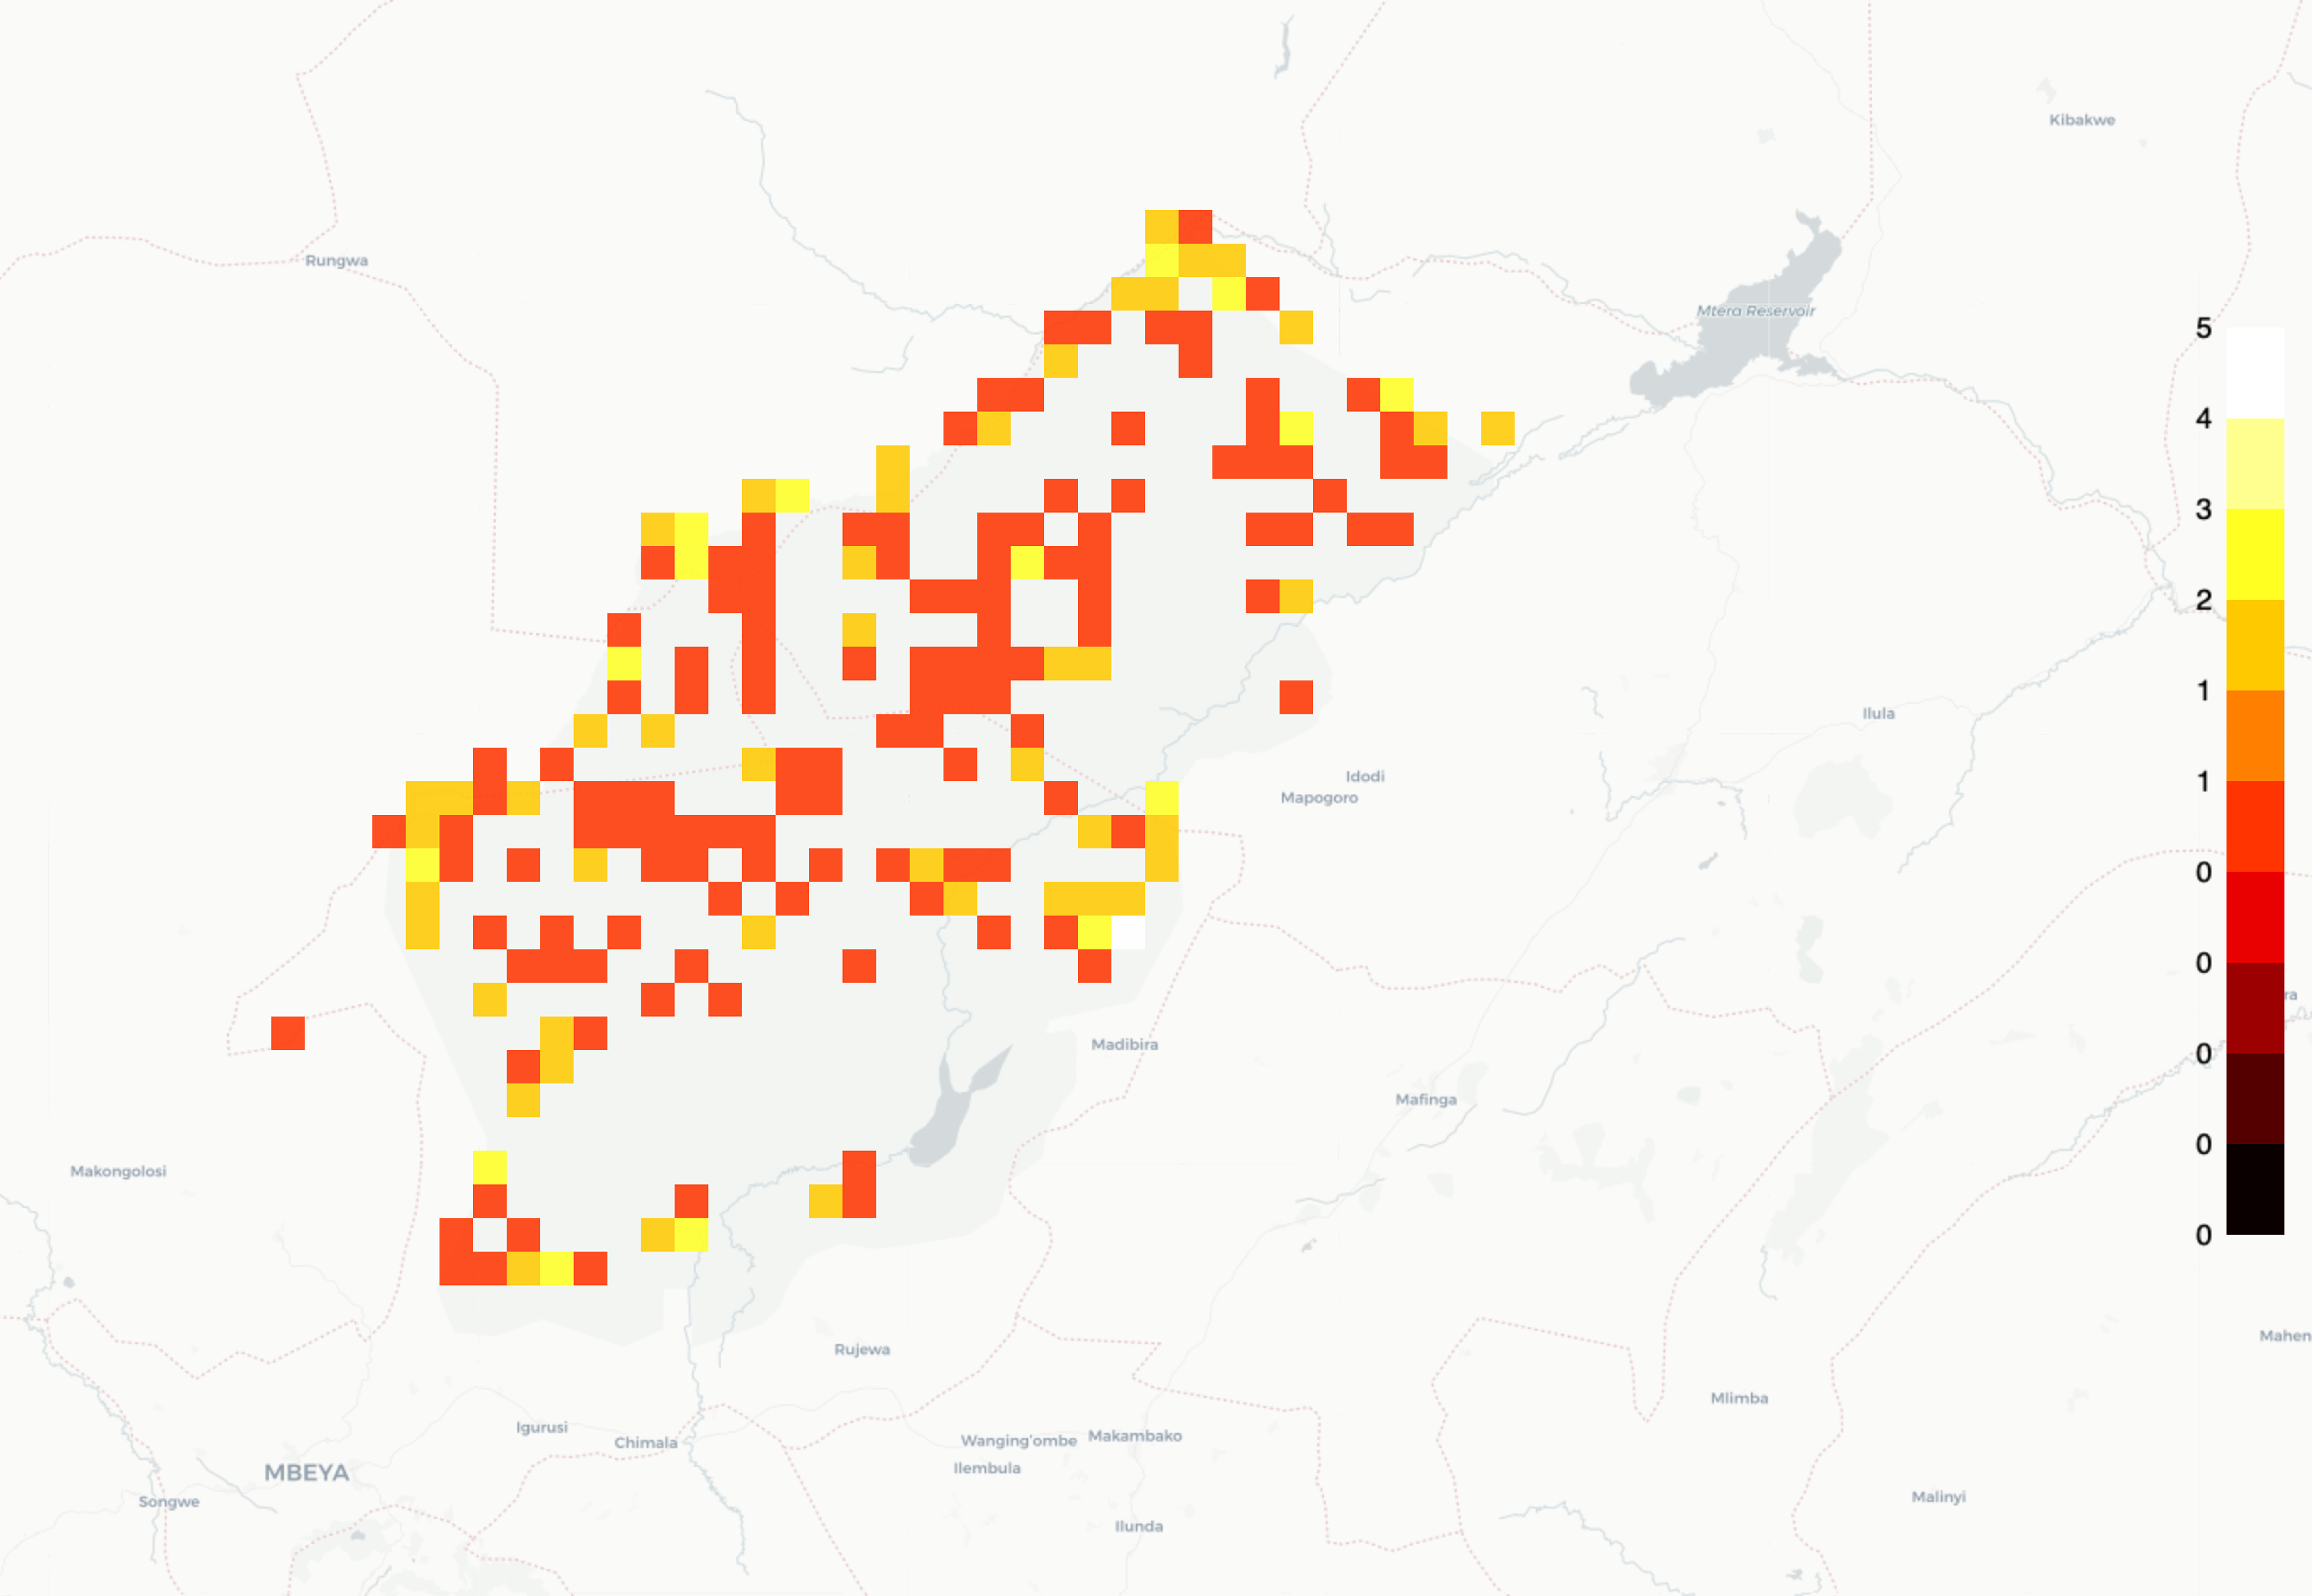 Kibakwe
Rungwa
Mtera Reservoir
5
4
3
2
1
1
0
0
0
0
0
Ilula
Idodi
Mapogoro
ra
Madibira
Mafinga
Makongolosi
Mahen
Rujewa
Mlimba
Igurusi
Chimala
Wanging'ombe
Makambako
Ilembula
MBEYA
Songwe
Malinyi
Ilunda